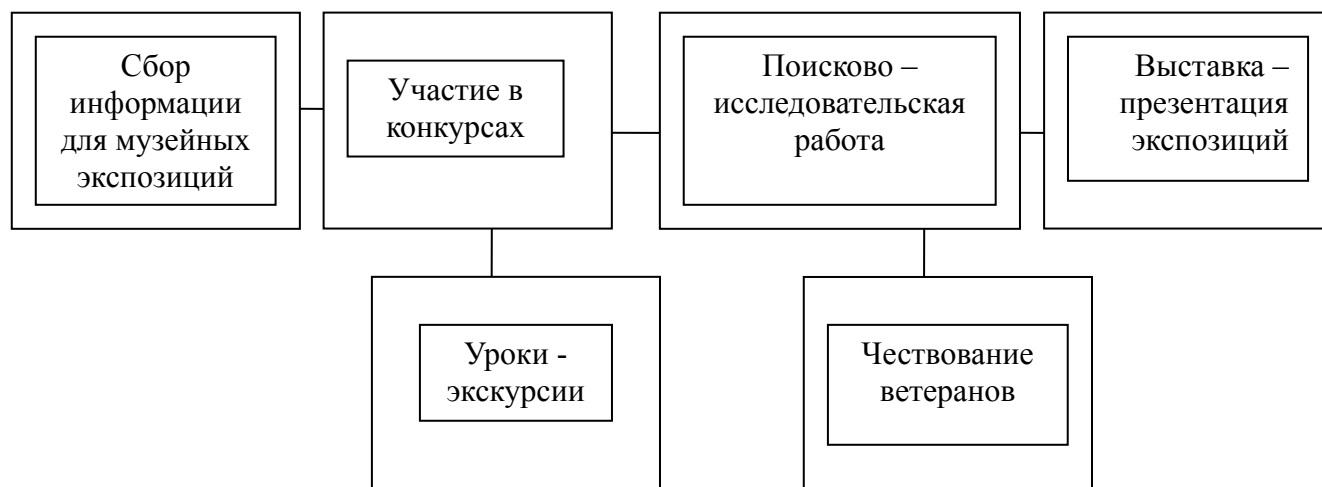 Сбор
информации
для музейных
экспозиций
Участие в
конкурсах
Поисково –
исследовательская
работа
Выставка –
презентация
экспозиций
Уроки -
экскурсии
Чествование
ветеранов